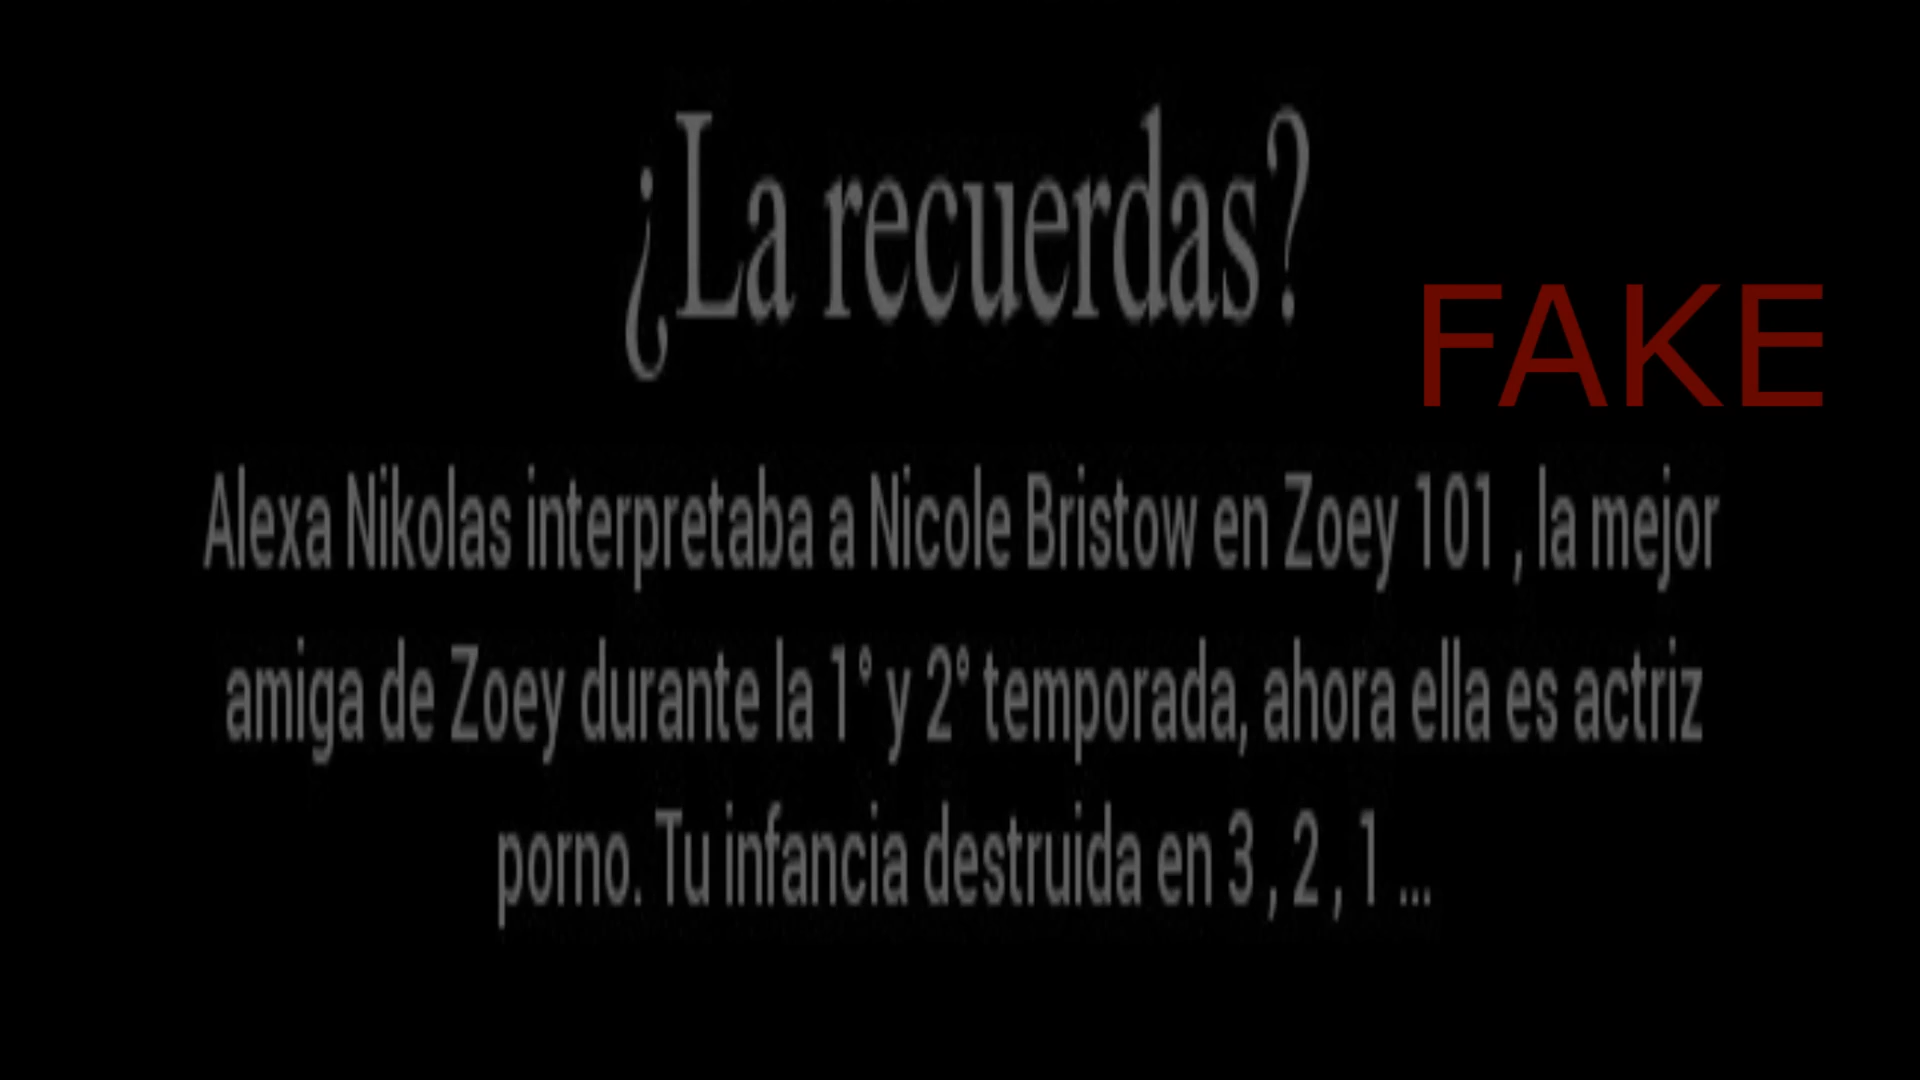 ¿La recuerdas?
FAKE
Alexa Nikolas interpretaba a Nicole Bristow en Zoey 101 , la mejor
amiga de Zoey durante la 1° y 2° temporada, ahora ella es actriz
porno. Tu infancia destruida en 3 , 2 , 1 ...